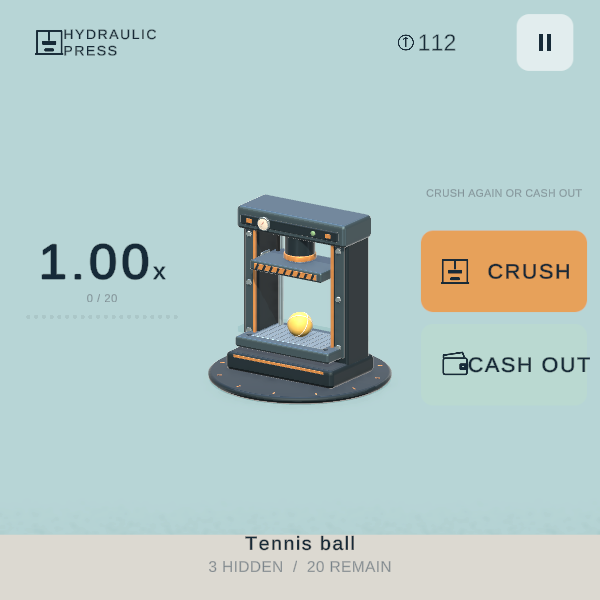 HYDRAULIC
PRESS
112
CRUSH AGAIN OR CASH OUT
1.00x
0 / 20
CRUSH
CASH OUT
Tennis ball
3 HIDDEN / 20 REMAIN